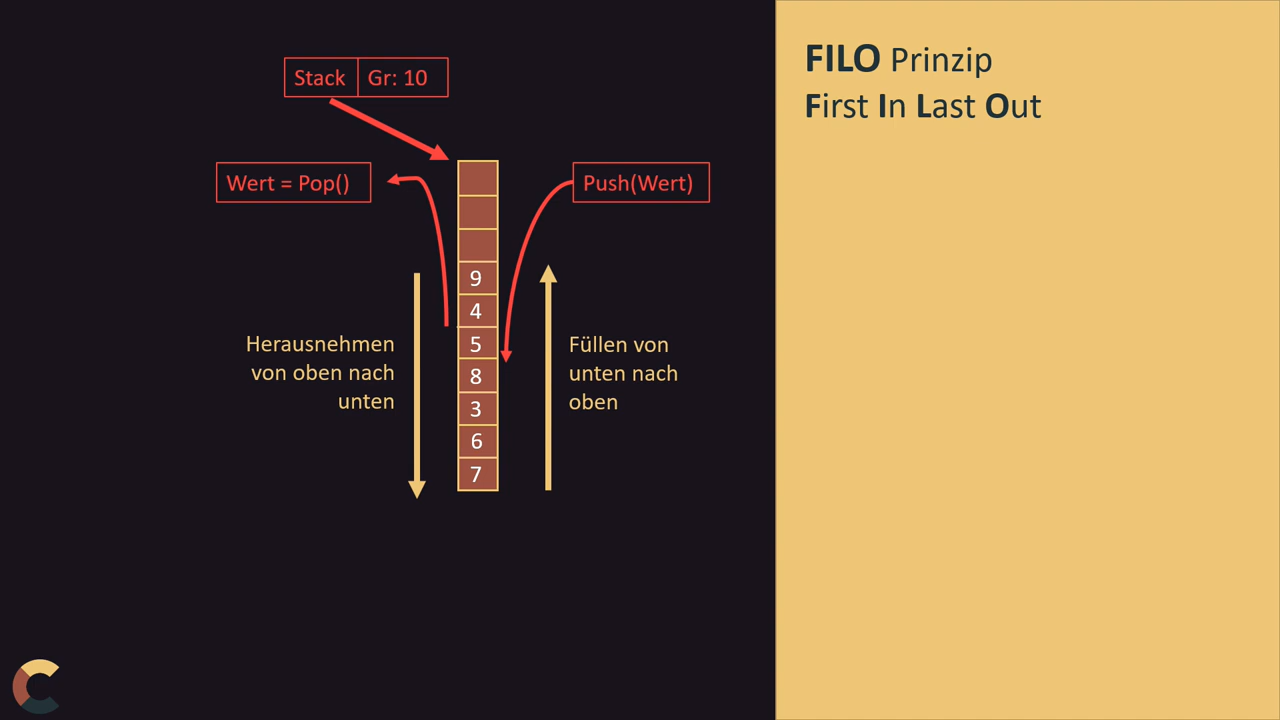 Stack Gr: 10
Wert = Pop()
Push(Wert)
9
4
5
8
3
6
7
Herausnehmen
von oben nach
unten
Füllen von
unten nach
oben
FILO Prinzip
First In Last Out